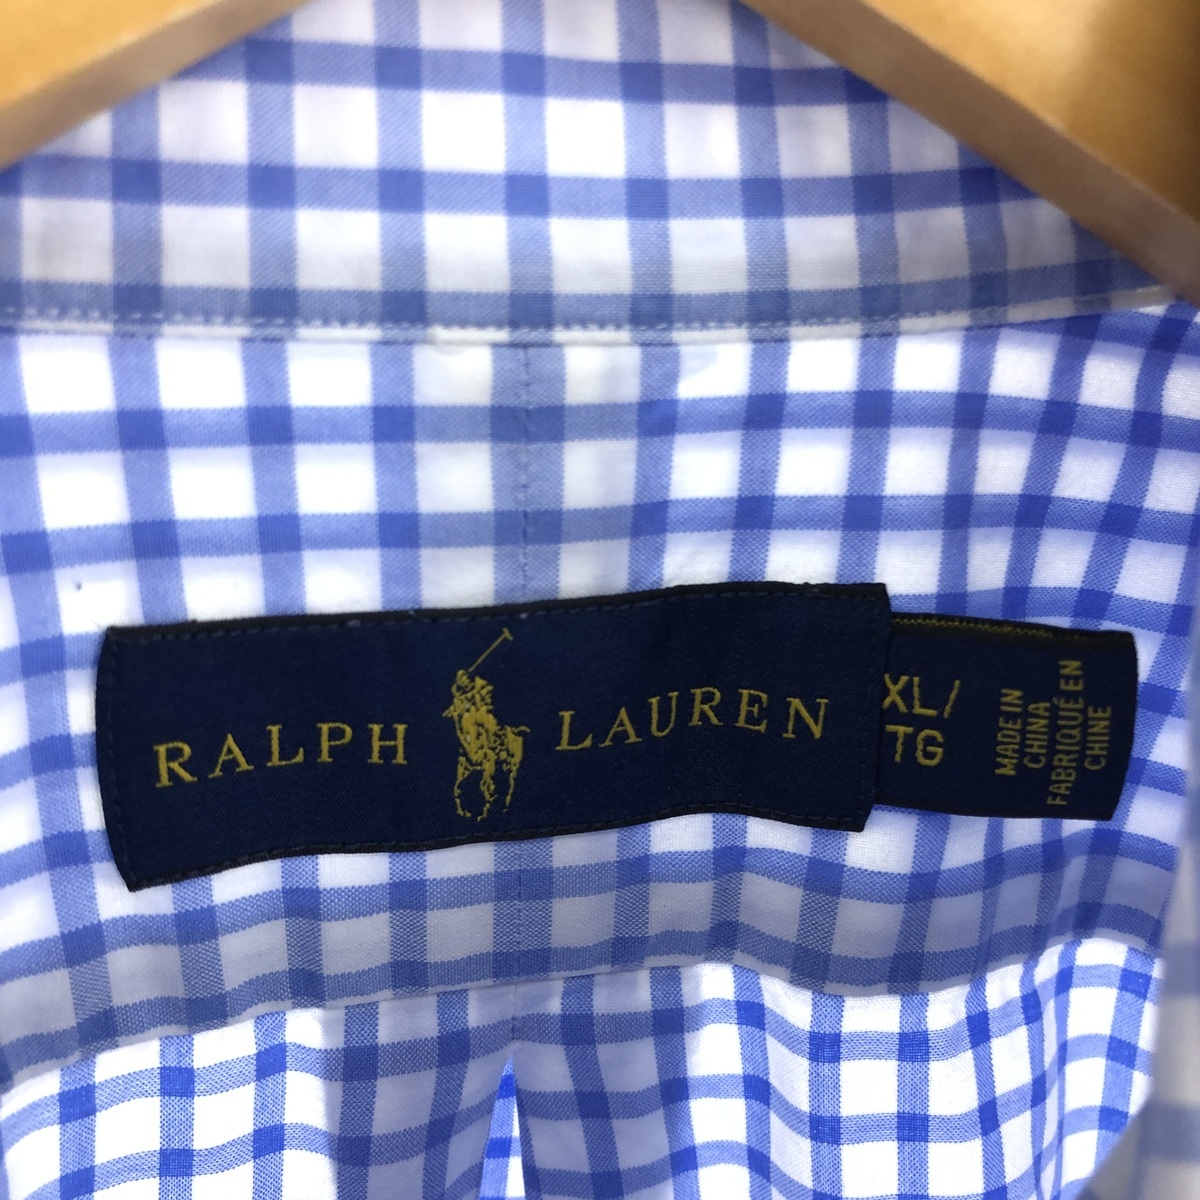 RALPH LAUREN
XL/
TG
MADE IN
CHINA
FABRIQUÉ EN
CHINE